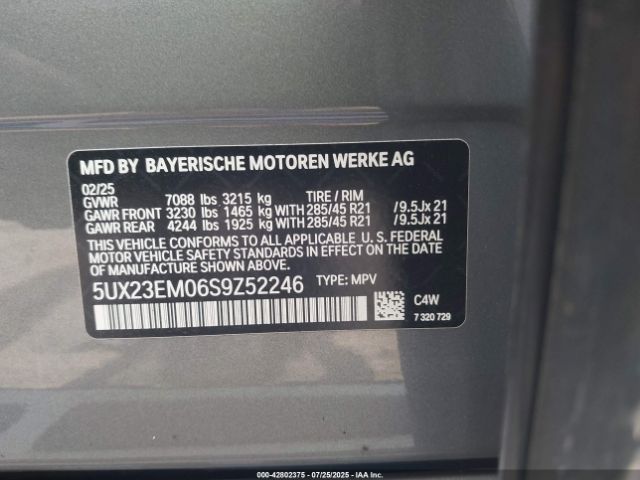 MFD BY BAYERISCHE MOTOREN WERKE AG
02/25
GVWR 7088 lbs 3215 kg TIRE / RIM
GAWR FRONT 3230 lbs 1465 kg WITH 285/45 R21 /9.5Jx21
GAWR REAR 4244 lbs 1925 kg WITH 285/45 R21 /9.5Jx21
THIS VEHICLE CONFORMS TO ALL APPLICABLE U. S. FEDERAL
MOTOR VEHICLE SAFETY STANDARDS IN EFFECT ON THE
DATE OF MANUFACTURE SHOWN ABOVE.
5UX23EM06S9Z52246 TYPE: MPV
C4W
7 320 729
#00-42802375 | 07/25/2025 | IAA Inc.